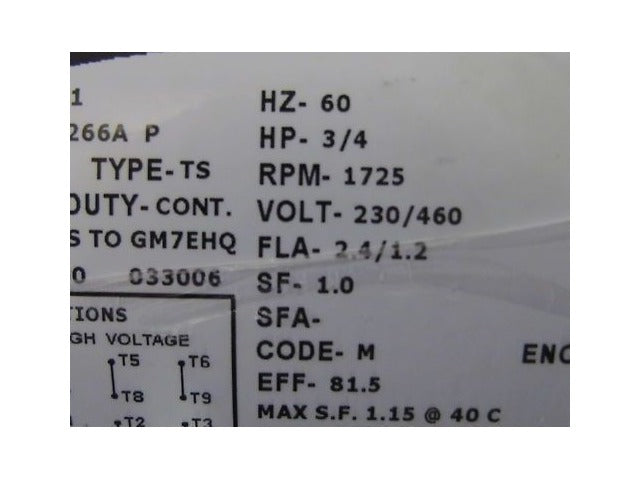 1 HZ- 60
266A P HP- 3/4
TYPE- TS RPM- 1725
DUTY- CONT. VOLT- 230/460
S TO GM7EHQ FLA- 2.4/1.2
0 033006 SF- 1.0
TIONS SFA-
GH VOLTAGE CODE- M ENC
T5 T6 EFF- 81.5
T8 T9
T2 T3 MAX S.F. 1.15 @ 40 C